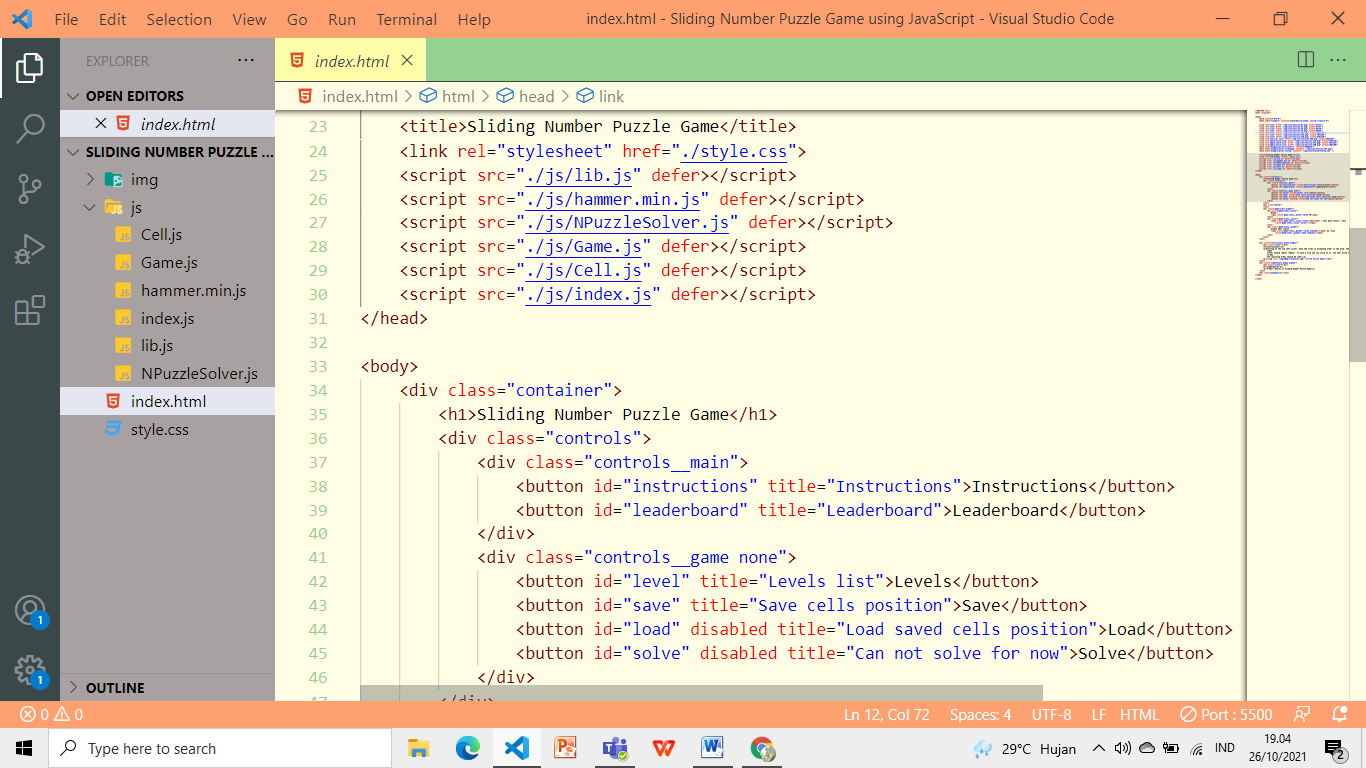 File Edit Selection View Go Run Terminal Help index.html - Sliding Number Puzzle Game using JavaScript - Visual Studio Code
EXPLORER ···
OPEN EDITORS
index.html
SLIDING NUMBER PUZZLE ...
img
js
JS Cell.js
JS Game.js
JS hammer.min.js
JS index.js
JS lib.js
JS NPuzzleSolver.js
index.html
style.css
OUTLINE
1
1
index.html
index.html > html > head > link
23 <title>Sliding Number Puzzle Game</title>
24 <link rel="stylesheet" href="./style.css">
25 <script src="./js/lib.js" defer></script>
26 <script src="./js/hammer.min.js" defer></script>
27 <script src="./js/NPuzzleSolver.js" defer></script>
28 <script src="./js/Game.js" defer></script>
29 <script src="./js/Cell.js" defer></script>
30 <script src="./js/index.js" defer></script>
31 </head>
32
33 <body>
34 <div class="container">
35 <h1>Sliding Number Puzzle Game</h1>
36 <div class="controls">
37 <div class="controls__main">
38 <button id="instructions" title="Instructions">Instructions</button>
39 <button id="leaderboard" title="Leaderboard">Leaderboard</button>
40 </div>
41 <div class="controls__game none">
42 <button id="level" title="Levels list">Levels</button>
43 <button id="save" title="Save cells position">Save</button>
44 <button id="load" disabled title="Load saved cells position">Load</button>
45 <button id="solve" disabled title="Can not solve for now">Solve</button>
46 </div>
47 </div>
0 0 Ln 12, Col 72 Spaces: 4 UTF-8 LF HTML Port : 5500
Type here to search
29°C Hujan IND 19.04
26/10/2021
2